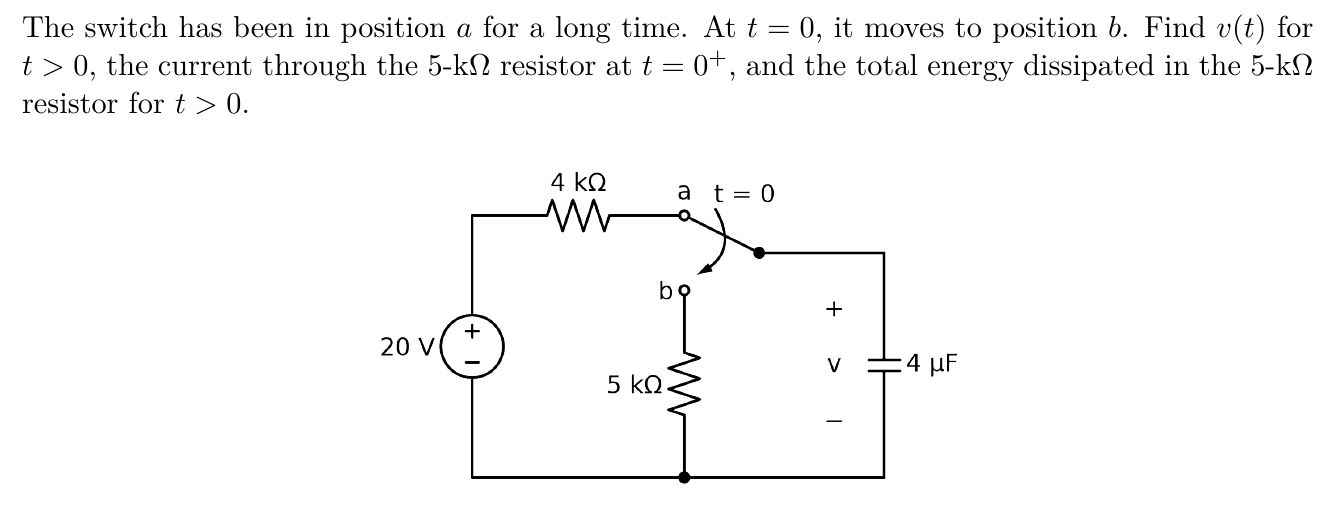 The switch has been in position a for a long time. At t = 0, it moves to position b. Find v(t) for
t > 0, the current through the 5-kΩ resistor at t = 0⁺, and the total energy dissipated in the 5-kΩ
resistor for t > 0.
4 kΩ
a t = 0
b
+
20 V
+
−
v
4 µF
5 kΩ
−